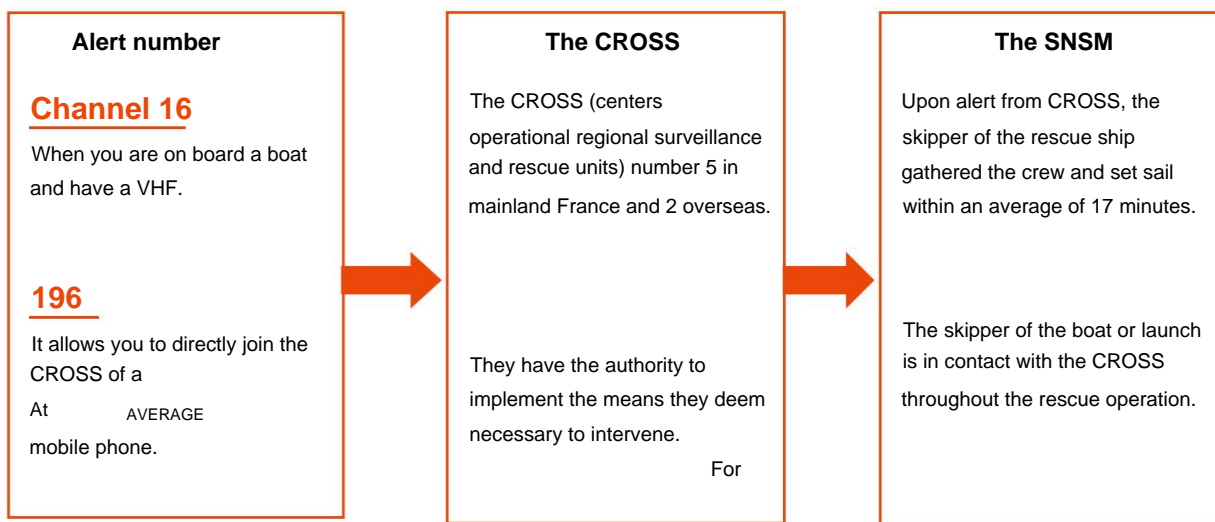 Alert number
Channel 16
When you are on board a boat
and have a VHF.
196
It allows you to directly join the
CROSS of a
At AVERAGE
mobile phone.
The CROSS
The CROSS (centers
operational regional surveillance
and rescue units) number 5 in
mainland France and 2 overseas.
They have the authority to
implement the means they deem
necessary to intervene.
For
The SNSM
Upon alert from CROSS, the
skipper of the rescue ship
gathered the crew and set sail
within an average of 17 minutes.
The skipper of the boat or launch
is in contact with the CROSS
throughout the rescue operation.